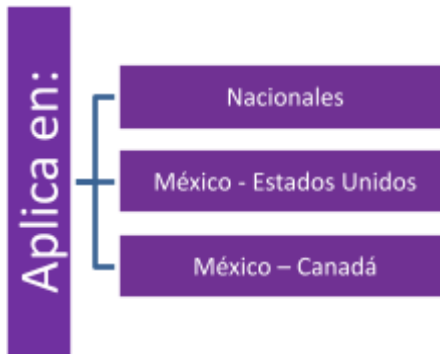 Aplica en:
Nacionales
México - Estados Unidos
México – Canadá